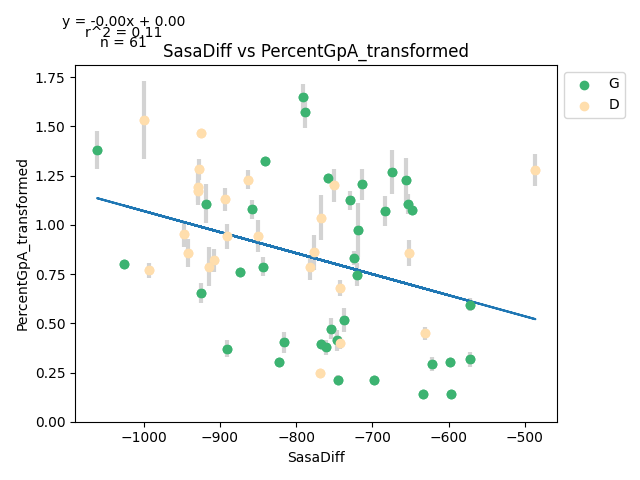 y = -0.00x + 0.00
r^2 = 0.11
n = 61
SasaDiff vs PercentGpA_transformed
1.75
1.50
1.25
1.00
0.75
0.50
0.25
0.00
PercentGpA_transformed
−1000
−900
−800
−700
−600
−500
SasaDiff
G
D